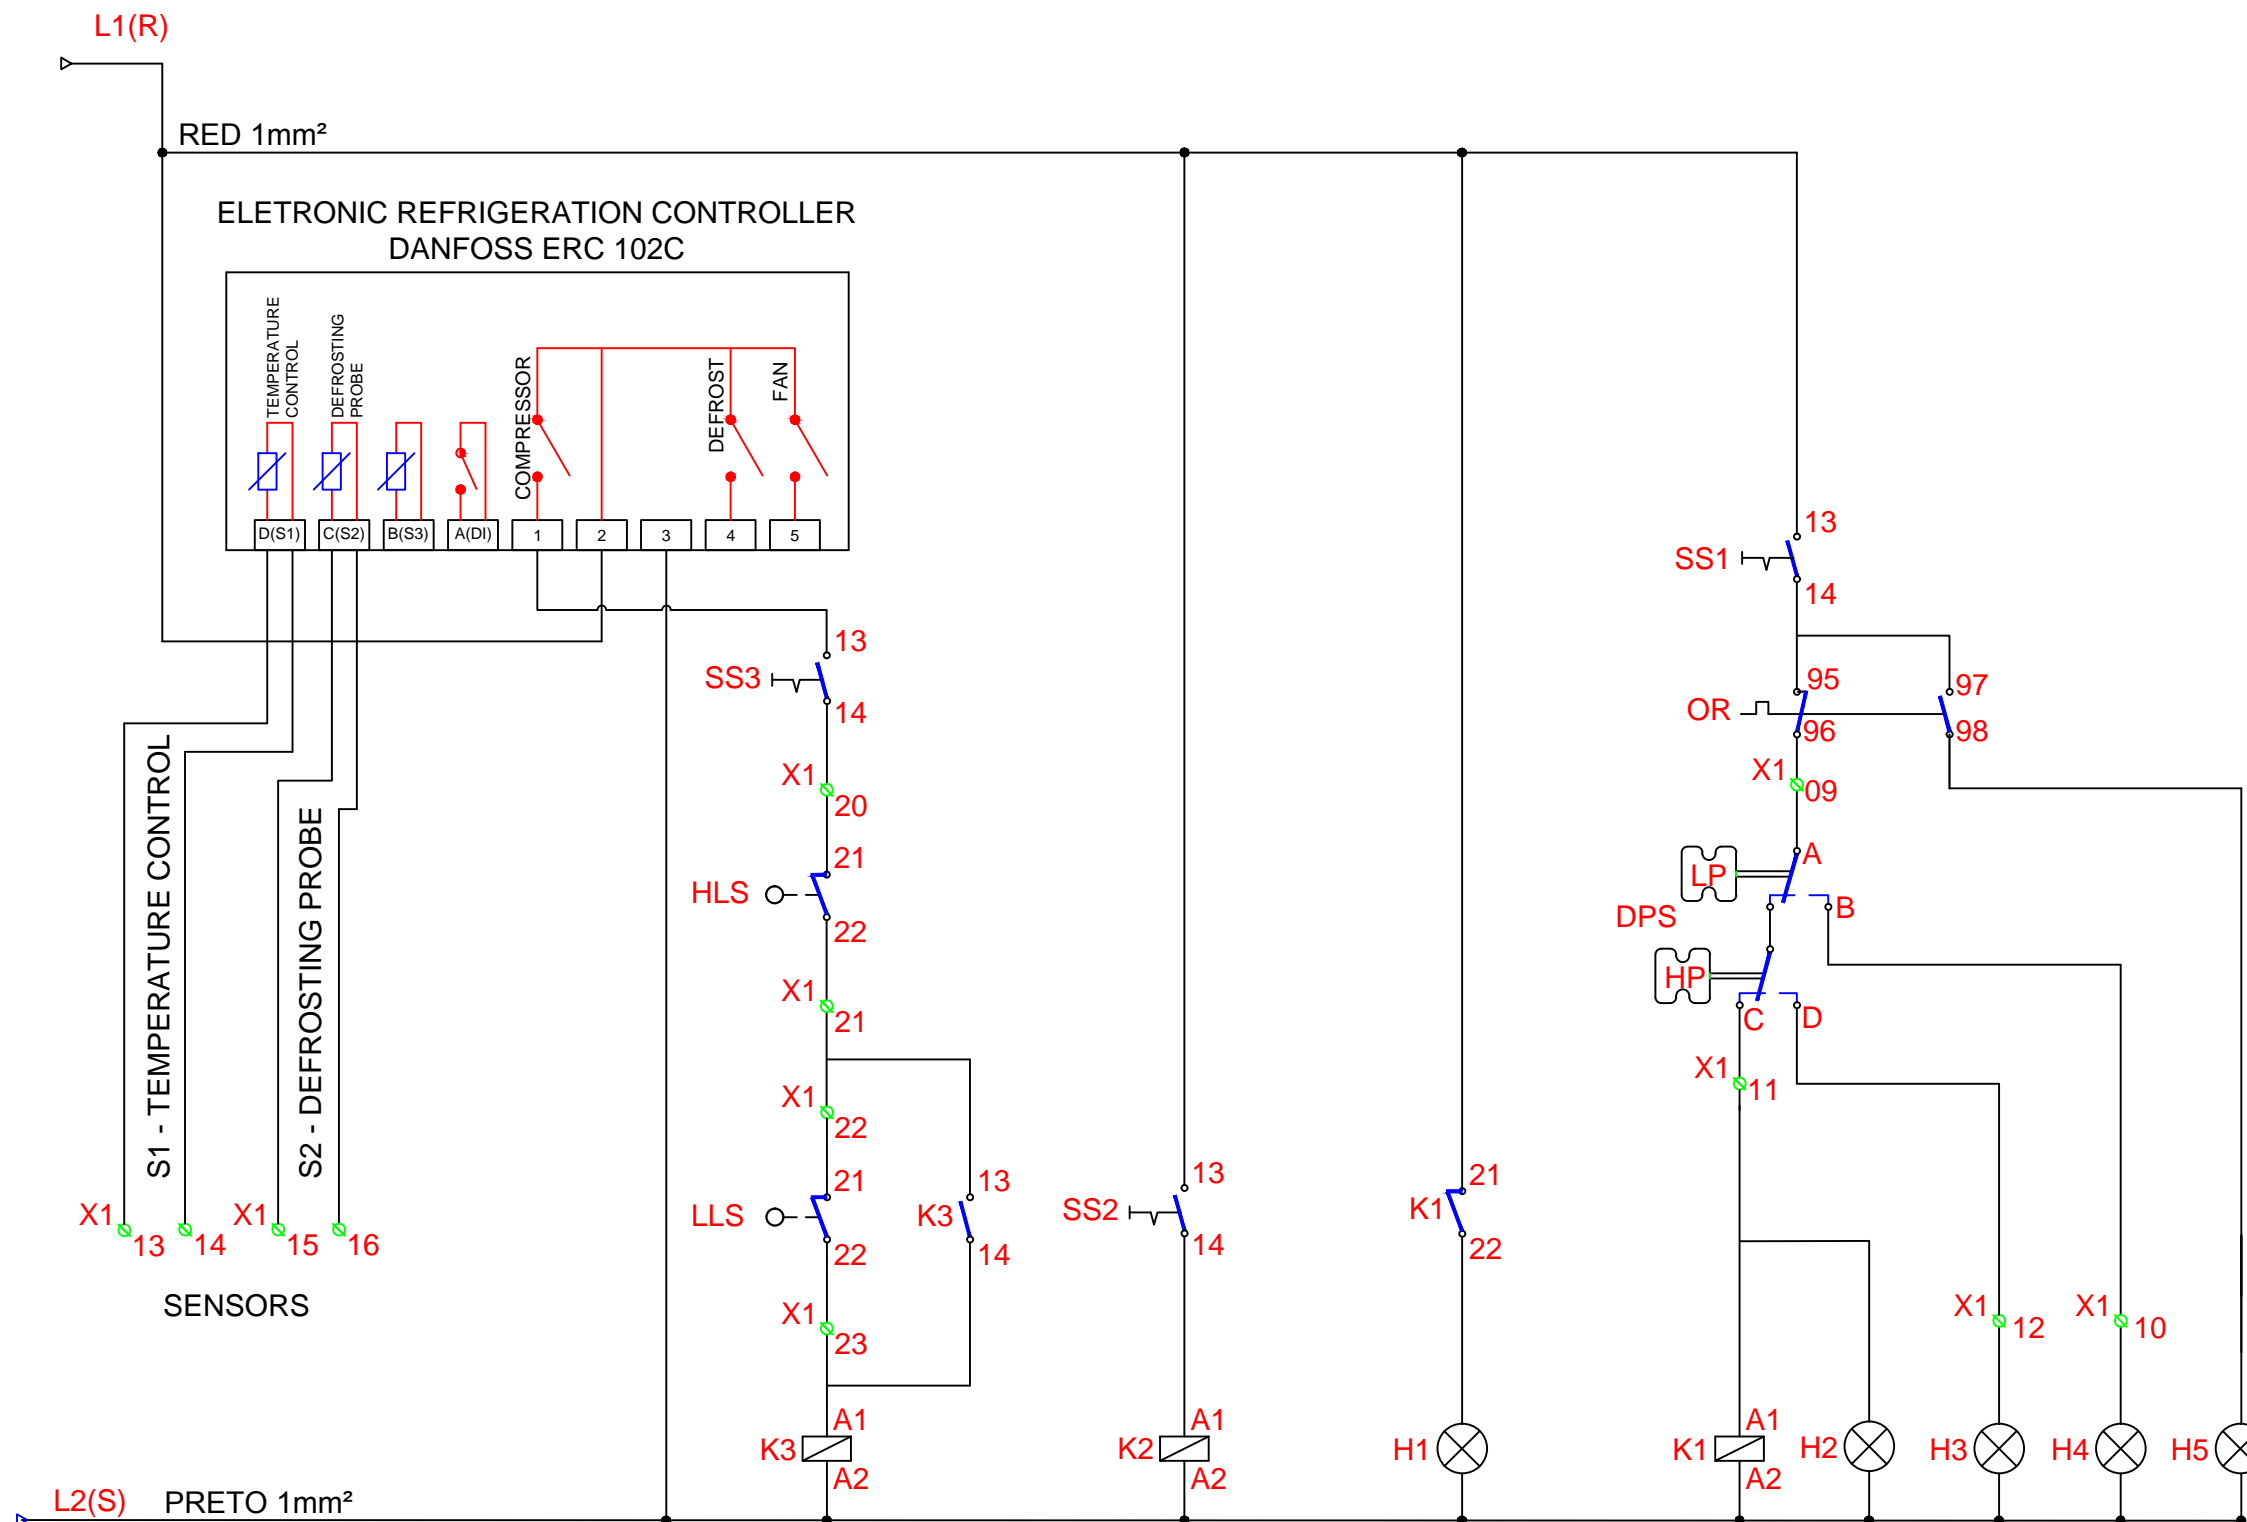 L1(R)
RED 1mm²
ELETRONIC REFRIGERATION CONTROLLER
DANFOSS ERC 102C
TEMPERATURE
CONTROL
DEFROSTING
PROBE
COMPRESSOR
DEFROST
FAN
D(S1)
C(S2)
B(S3)
A(DI)
1
2
3
4
5
13
SS1
14
13
SS3
14
95
97
OR
96
98
X1
09
X1
20
S1 - TEMPERATURE CONTROL
S2 - DEFROSTING PROBE
21
HLS
22
A
LP
B
DPS
HP
C
D
X1
21
X1
11
X1
22
21
LLS
22
13
K3
14
13
SS2
14
21
K1
22
X1
13
14
X1
15
16
SENSORS
X1
23
X1
12
X1
10
A1
K3
A2
A1
K2
A2
H1
A1
K1
A2
H2
H3
H4
H5
L2(S)
PRETO 1mm²